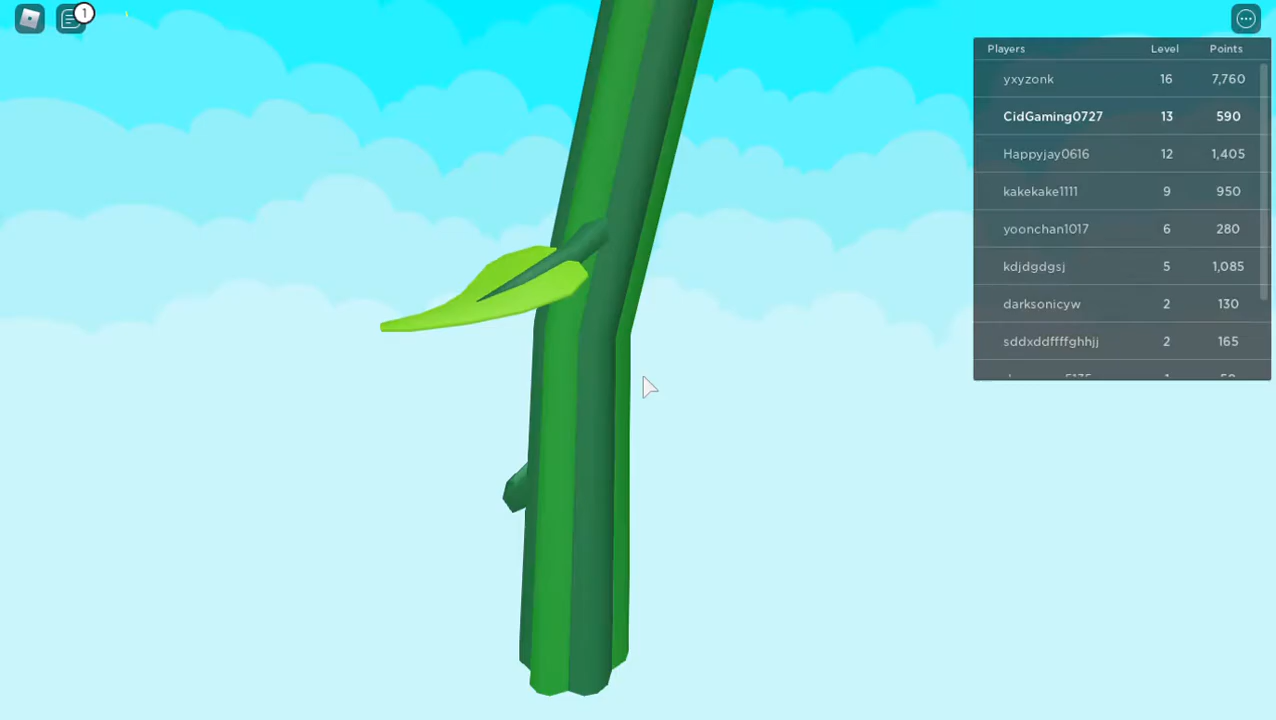 1
Players Level Points
yxyzonk 16 7,760
CidGaming0727 13 590
Happyjay0616 12 1,405
kakekake1111 9 950
yoonchan1017 6 280
kdjdgdgsj 5 1,085
darksonicyw 2 130
sddxddffffghhjj 2 165